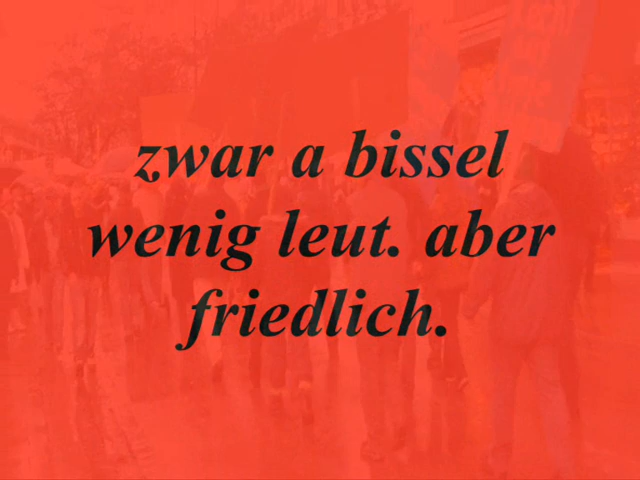 zwar a bissel
wenig leut. aber
friedlich.